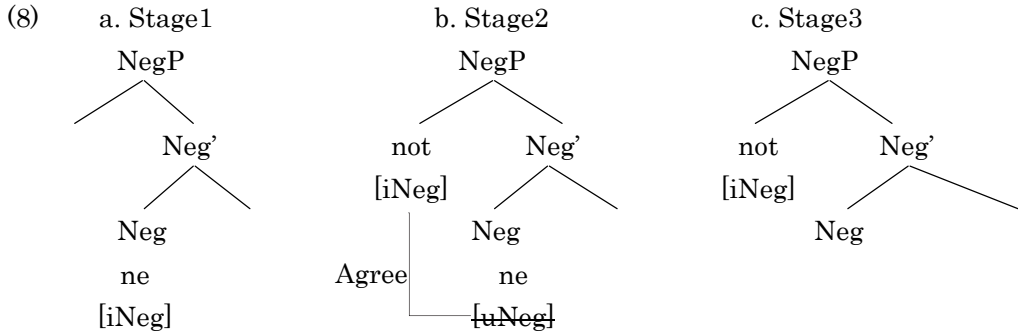 (8) a. Stage1 b. Stage2 c. Stage3
NegP NegP NegP
Neg’ not Neg’ not Neg’
[iNeg] [iNeg]
Neg Neg Neg
Agree
ne ne
[iNeg] [uNeg]